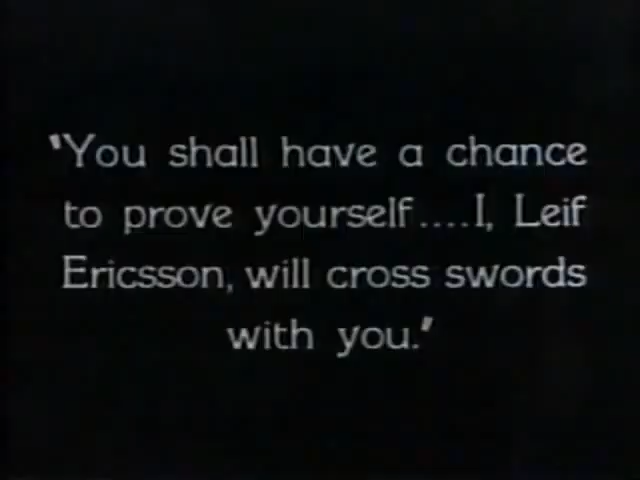 "You shall have a chance
to prove yourself....I, Leif
Ericsson, will cross swords
with you."